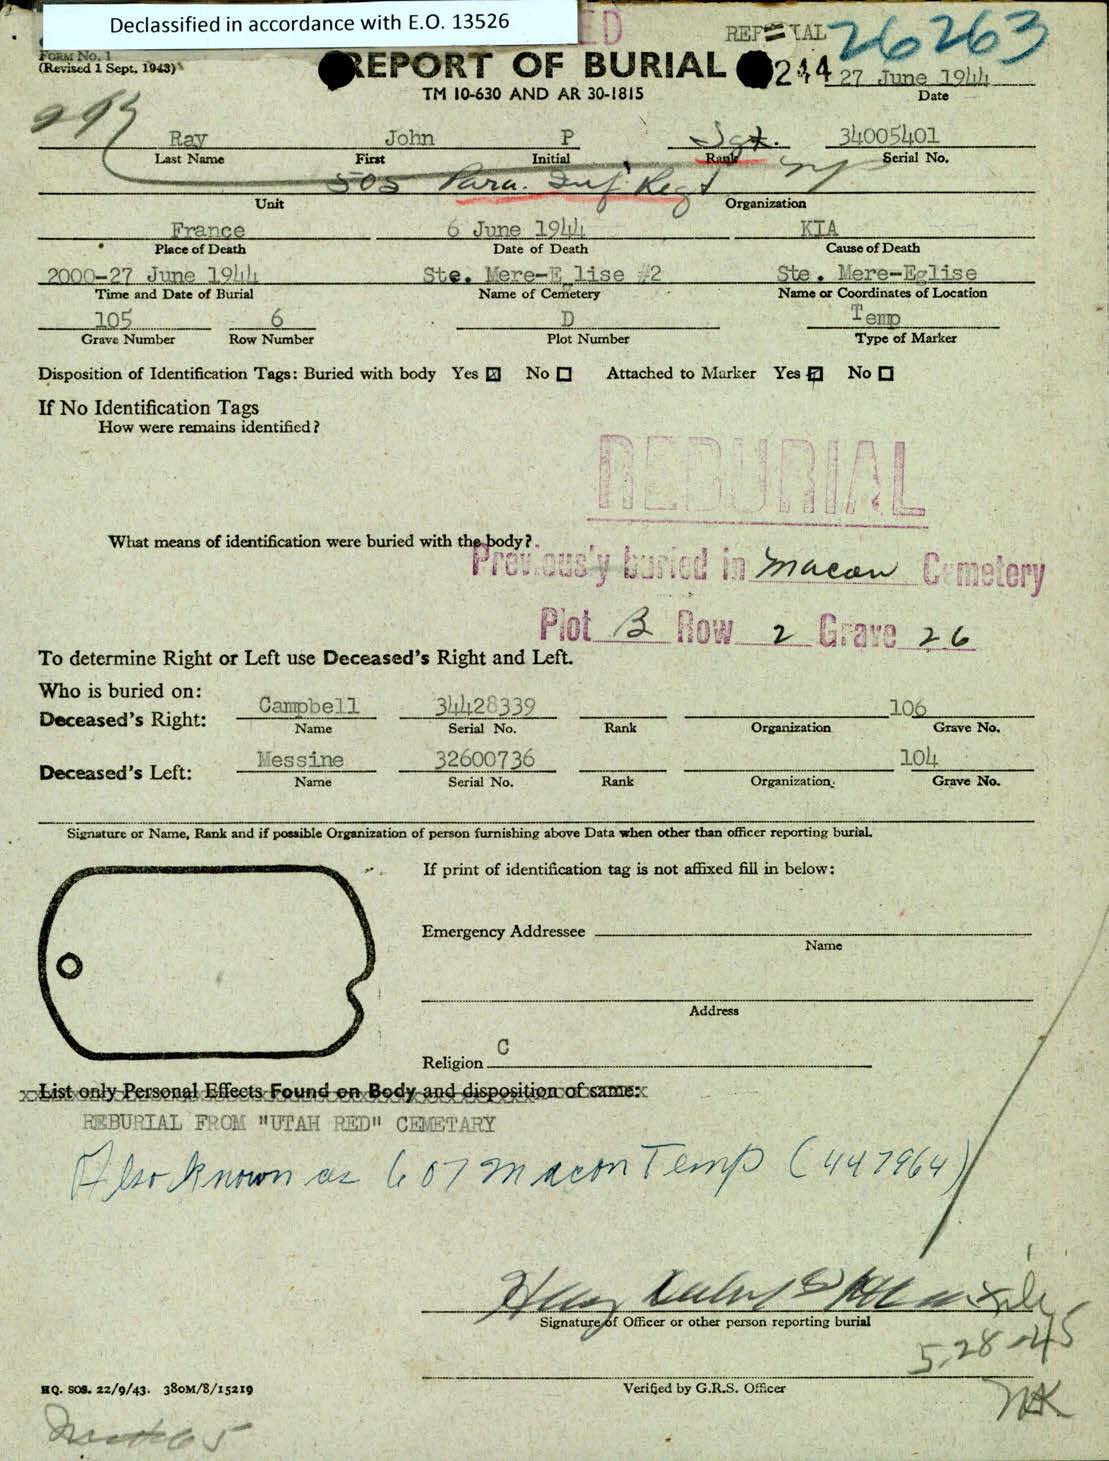 Declassified in accordance with E.O. 13526
ED
26263
FORM No. 1
(Revised 1 Sept. 1943)
REPORT OF BURIAL
244
27 June 1944
TM 10-630 AND AR 30-1815
Date
Ray John P Sgt. 34005401
Last Name First Initial Rank Serial No.
505 Para. Inf Regt
Unit Organization
France 6 June 1944 KIA
Place of Death Date of Death Cause of Death
2000-27 June 1944 Ste. Mere-E lise #2 Ste. Mere-Eglise
Time and Date of Burial Name of Cemetery Name or Coordinates of Location
105 6 D Temp
Grave Number Row Number Plot Number Type of Marker
Disposition of Identification Tags: Buried with body Yes ☒ No ☐ Attached to Marker Yes ☒ No ☐
If No Identification Tags
How were remains identified?
REBURIAL
What means of identification were buried with the body?
Previous'y buried in Macon C metery
Plot B Row 2 Grave 26
To determine Right or Left use Deceased's Right and Left.
Who is buried on:
Deceased's Right: Campbell 34428339 106
Name Serial No. Rank Organization Grave No.
Deceased's Left: Messine 32600736 104
Name Serial No. Rank Organization Grave No.
Signature or Name, Rank and if possible Organization of person furnishing above Data when other than officer reporting burial.
If print of identification tag is not affixed fill in below:
Emergency Addressee
Name
Address
Religion C
List only Personal Effects Found on Body and disposition of same:
REBURIAL FROM "UTAH RED" CEMETARY
Also known as 607 Macon Temp (447964)
Signature of Officer or other person reporting burial
5-28-45
HQ. SOS. 22/9/43. 380M/8/15219
Verified by G.R.S. Officer